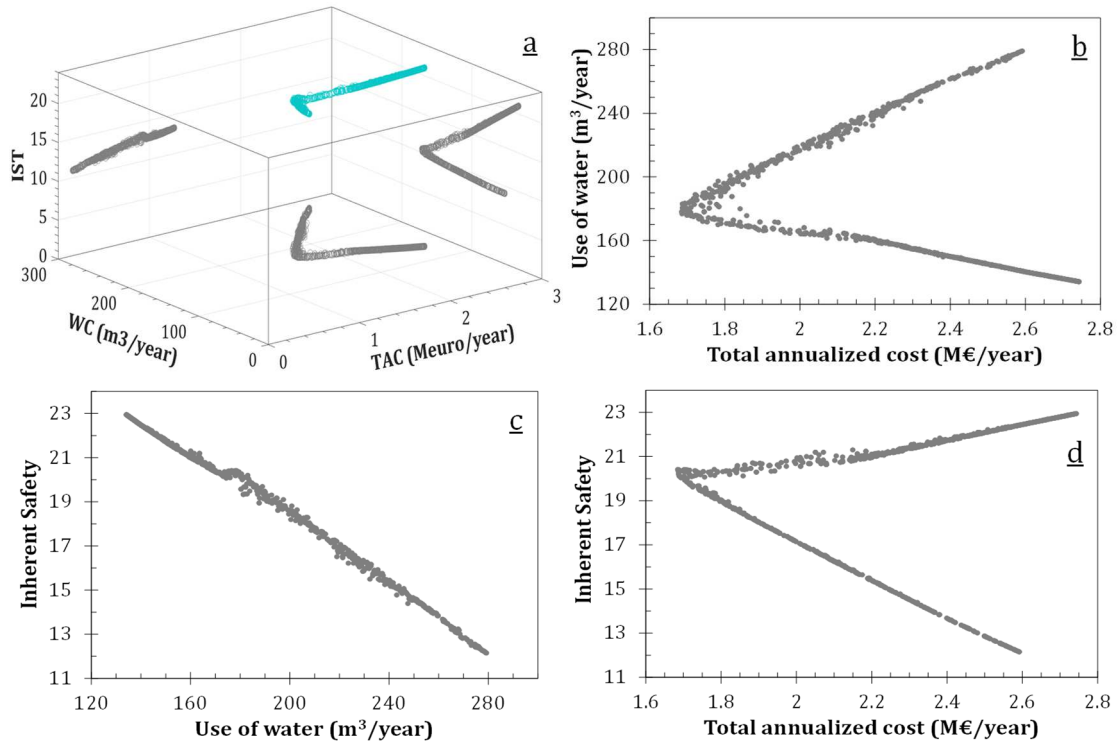 a
20
15
10
5
0
IST
300
200
100
0
WC (m3/year)
0
1
2
3
TAC (Meuro/year)
b
280
240
200
160
120
Use of water (m³/year)
1.6 1.8 2 2.2 2.4 2.6 2.8
Total annualized cost (M€/year)
c
23
21
19
17
15
13
11
Inherent Safety
120 160 200 240 280
Use of water (m³/year)
d
23
21
19
17
15
13
11
Inherent Safety
1.6 1.8 2 2.2 2.4 2.6 2.8
Total annualized cost (M€/year)